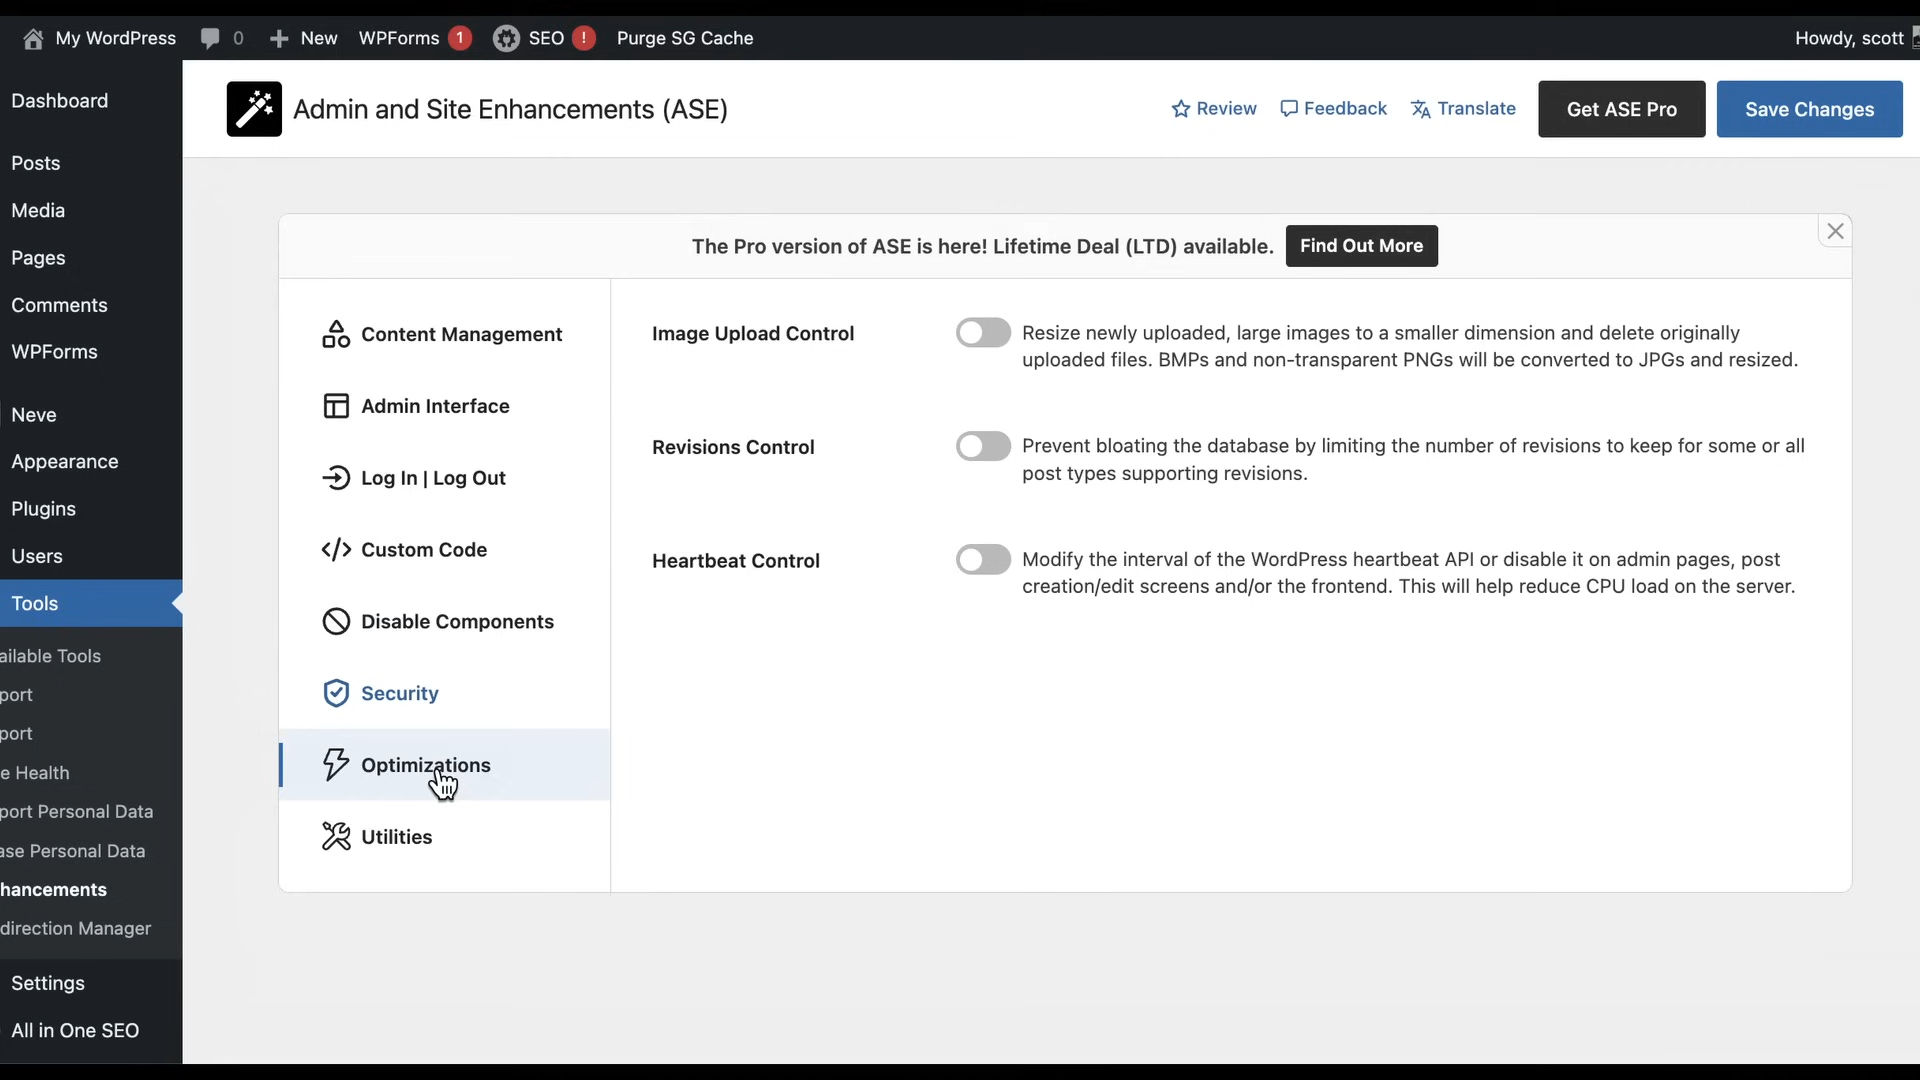 My WordPress 0 New WPForms 1 SEO ! Purge SG Cache Howdy, scott
Dashboard
Posts
Media
Pages
Comments
WPForms
Neve
Appearance
Plugins
Users
Tools
ailable Tools
port
port
e Health
port Personal Data
ase Personal Data
hancements
direction Manager
Settings
All in One SEO
Admin and Site Enhancements (ASE)
Review Feedback Translate Get ASE Pro Save Changes
The Pro version of ASE is here! Lifetime Deal (LTD) available. Find Out More
Content Management
Admin Interface
Log In | Log Out
Custom Code
Disable Components
Security
Optimizations
Utilities
Image Upload Control
Resize newly uploaded, large images to a smaller dimension and delete originally
uploaded files. BMPs and non-transparent PNGs will be converted to JPGs and resized.
Revisions Control
Prevent bloating the database by limiting the number of revisions to keep for some or all
post types supporting revisions.
Heartbeat Control
Modify the interval of the WordPress heartbeat API or disable it on admin pages, post
creation/edit screens and/or the frontend. This will help reduce CPU load on the server.